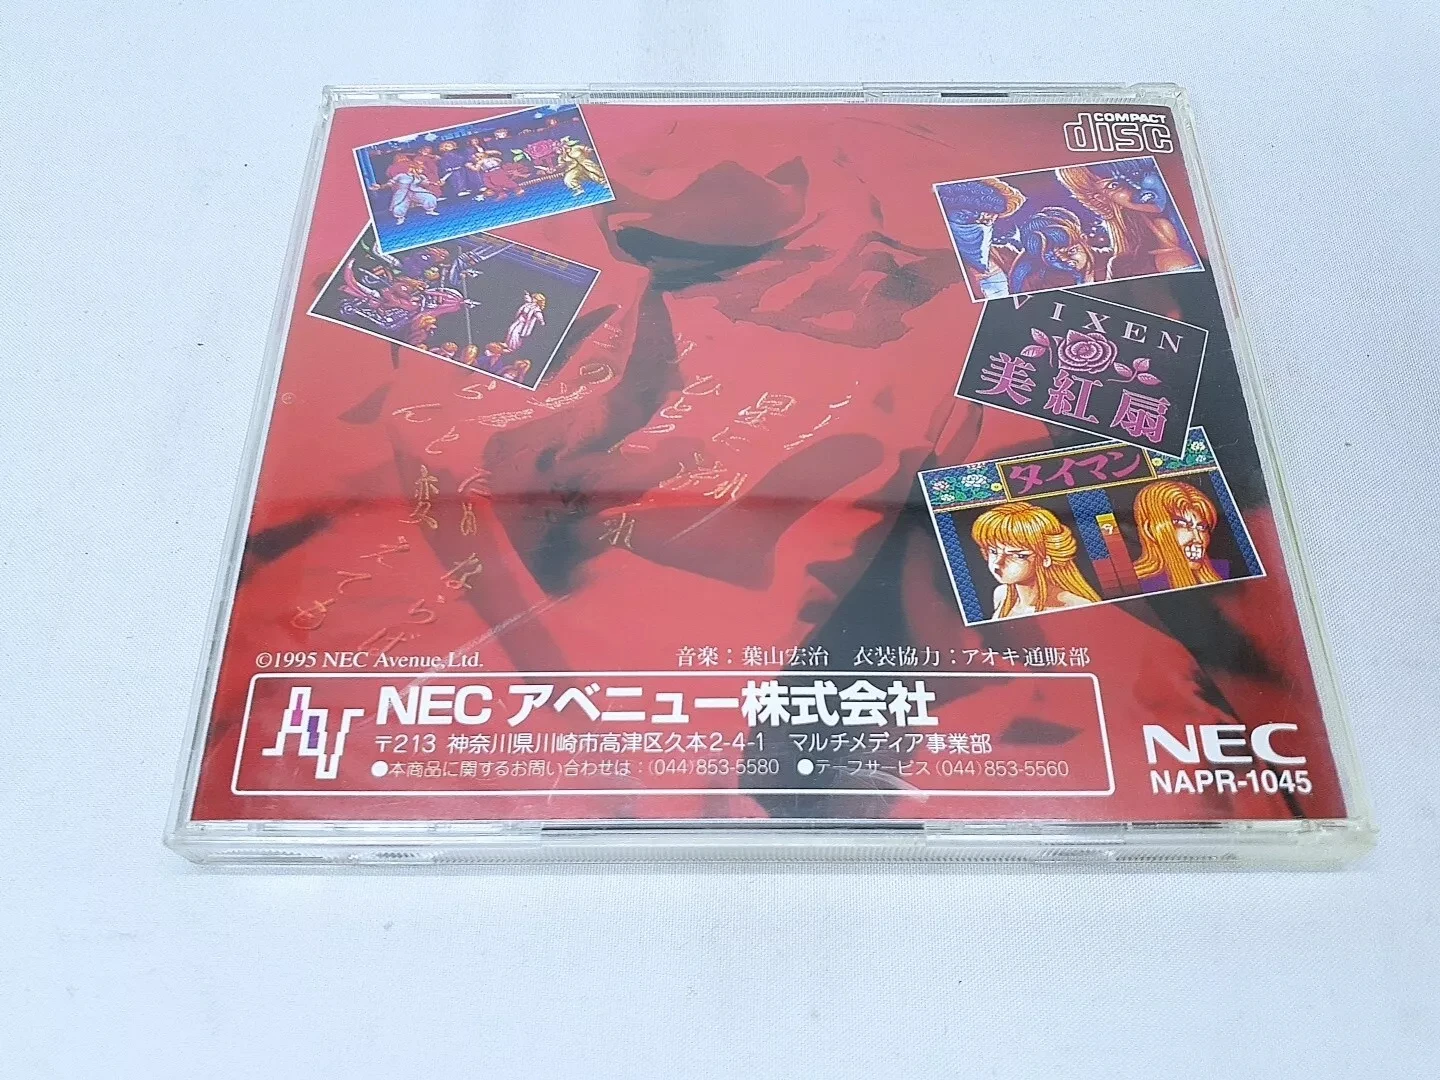 COMPACT
disc
VIXEN
美紅扇
タイマン
©1995 NEC Avenue,Ltd.
音楽：葉山宏治 衣装協力：アオキ通販部
NEC アベニュー株式会社
〒213 神奈川県川崎市高津区久本2-4-1 マルチメディア事業部
●本商品に関するお問い合わせは：(044)853-5580 ●テープサービス(044)853-5560
NEC
NAPR-1045